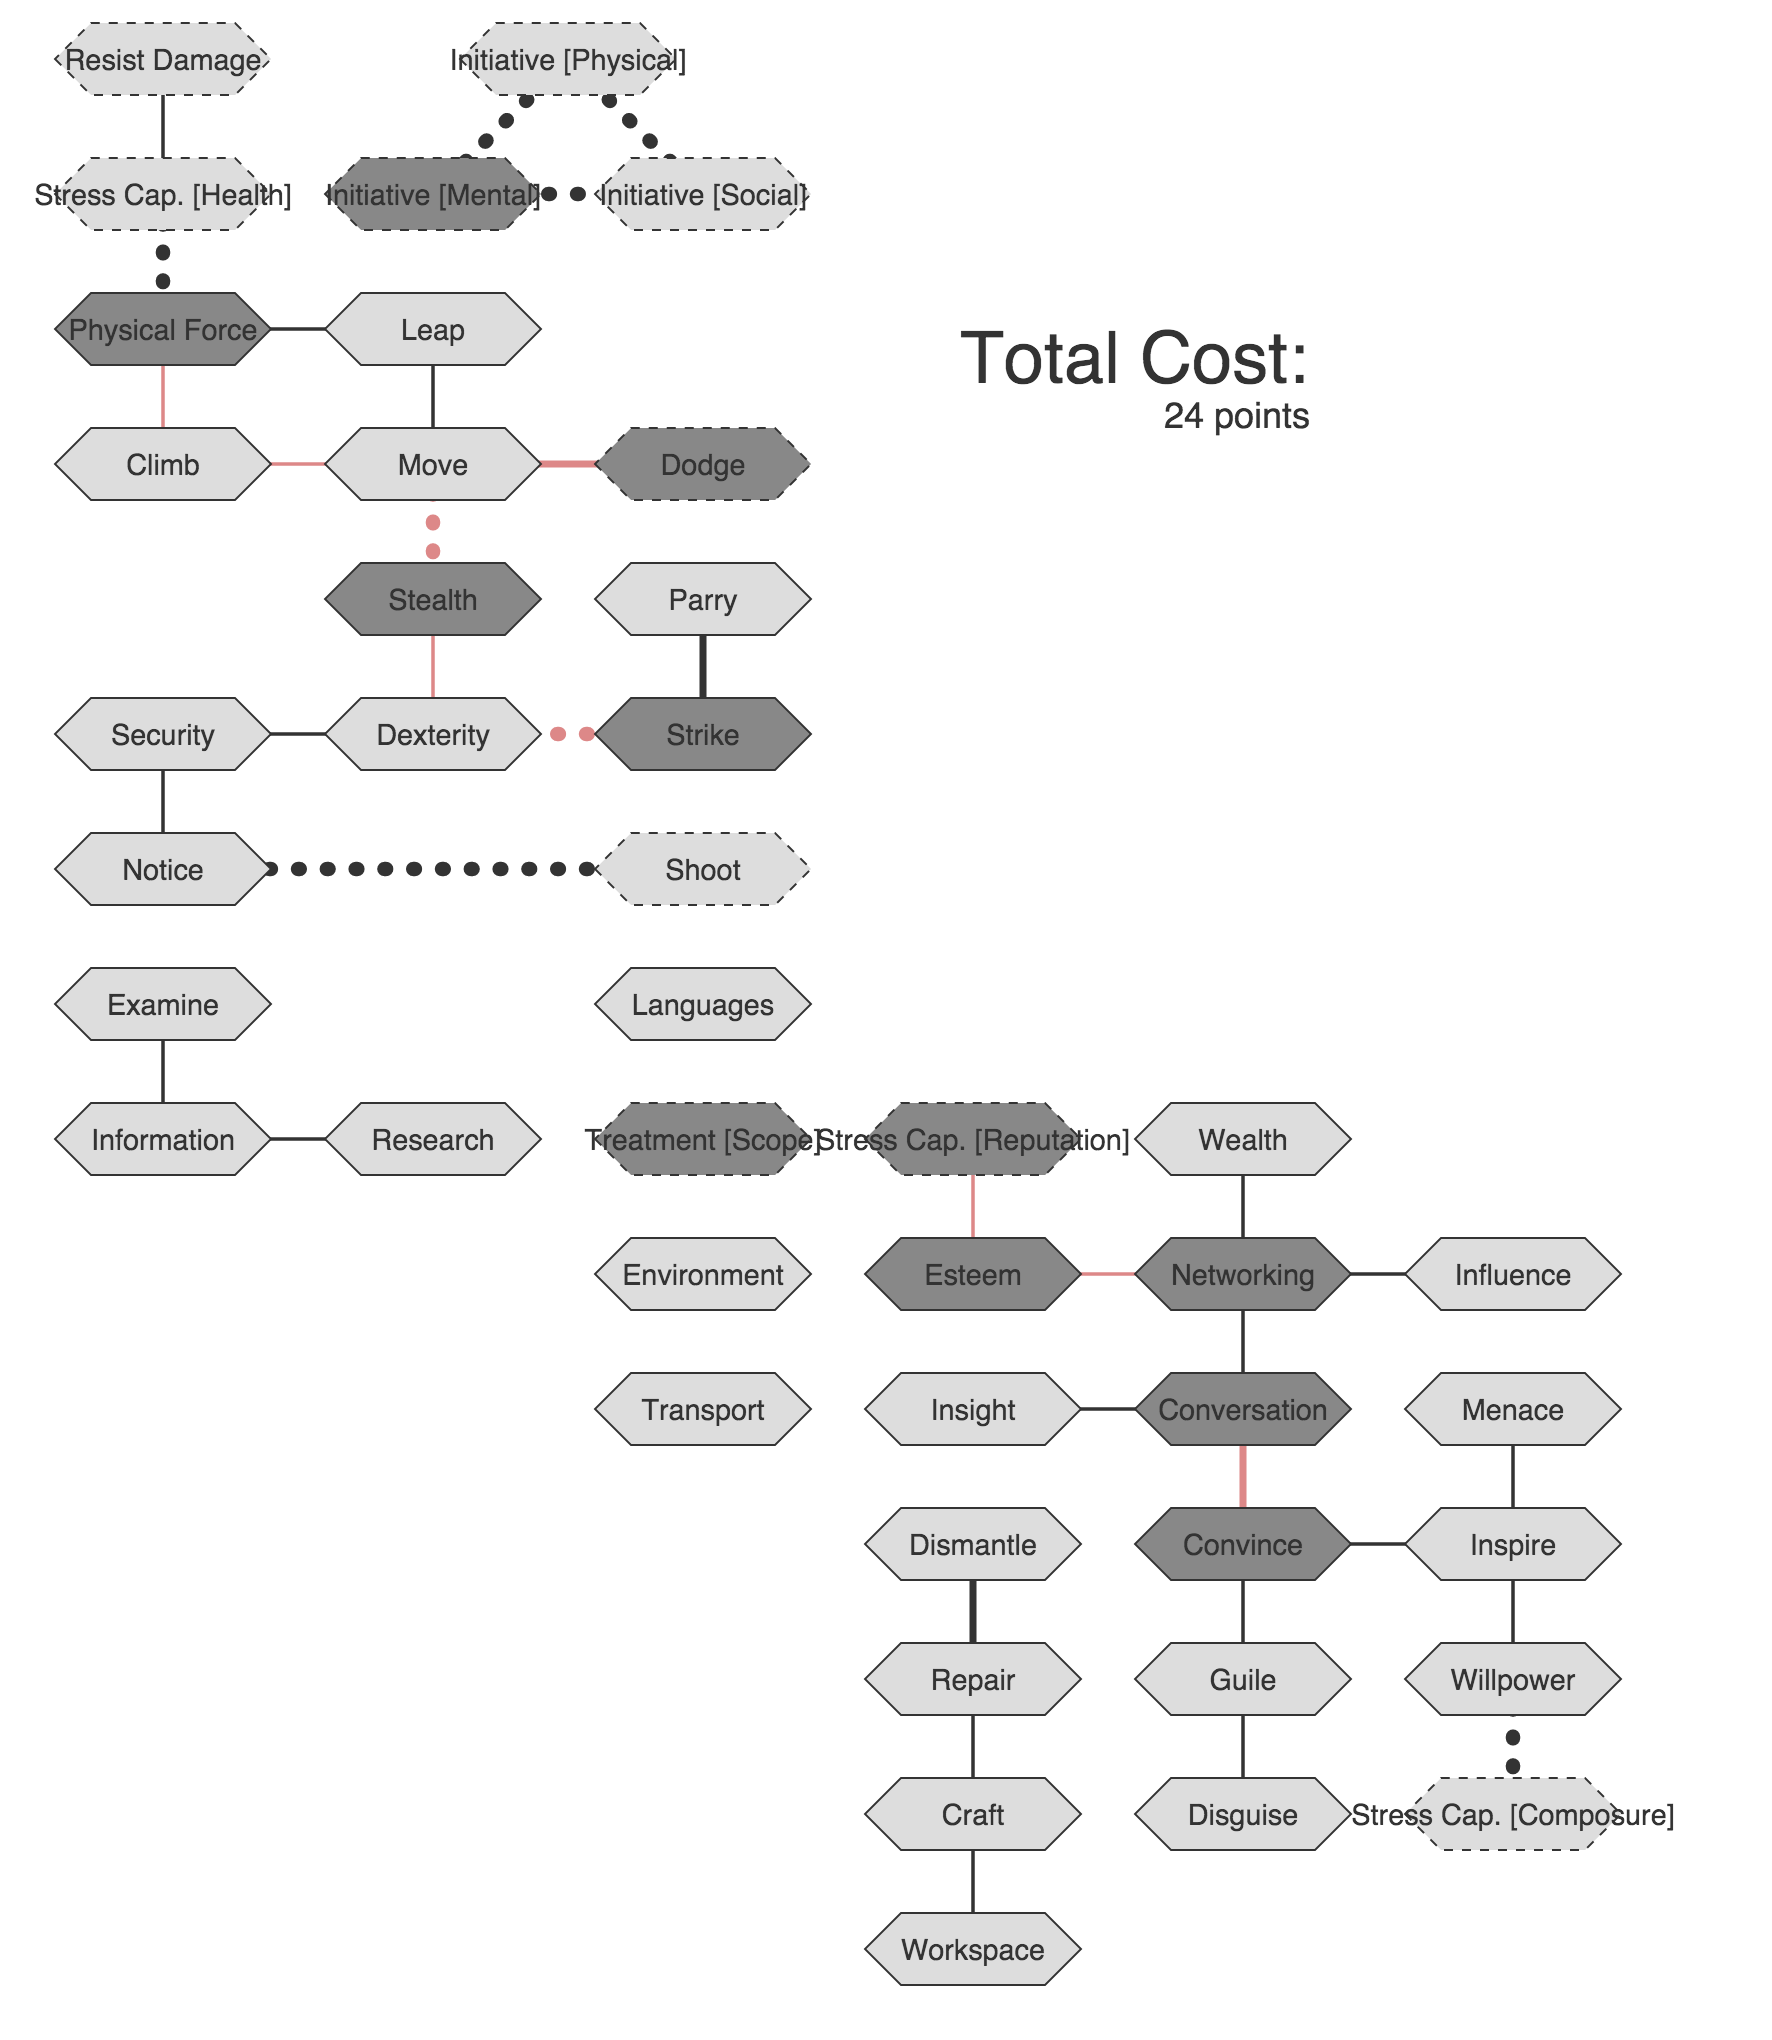 Resist Damage
Initiative [Physical]
Stress Cap. [Health]
Initiative [Mental]
Initiative [Social]
Physical Force
Leap
Total Cost:
24 points
Climb
Move
Dodge
Stealth
Parry
Security
Dexterity
Strike
Notice
Shoot
Examine
Languages
Information
Research
Treatment [Scope]
Stress Cap. [Reputation]
Wealth
Environment
Esteem
Networking
Influence
Transport
Insight
Conversation
Menace
Dismantle
Convince
Inspire
Repair
Guile
Willpower
Craft
Disguise
Stress Cap. [Composure]
Workspace